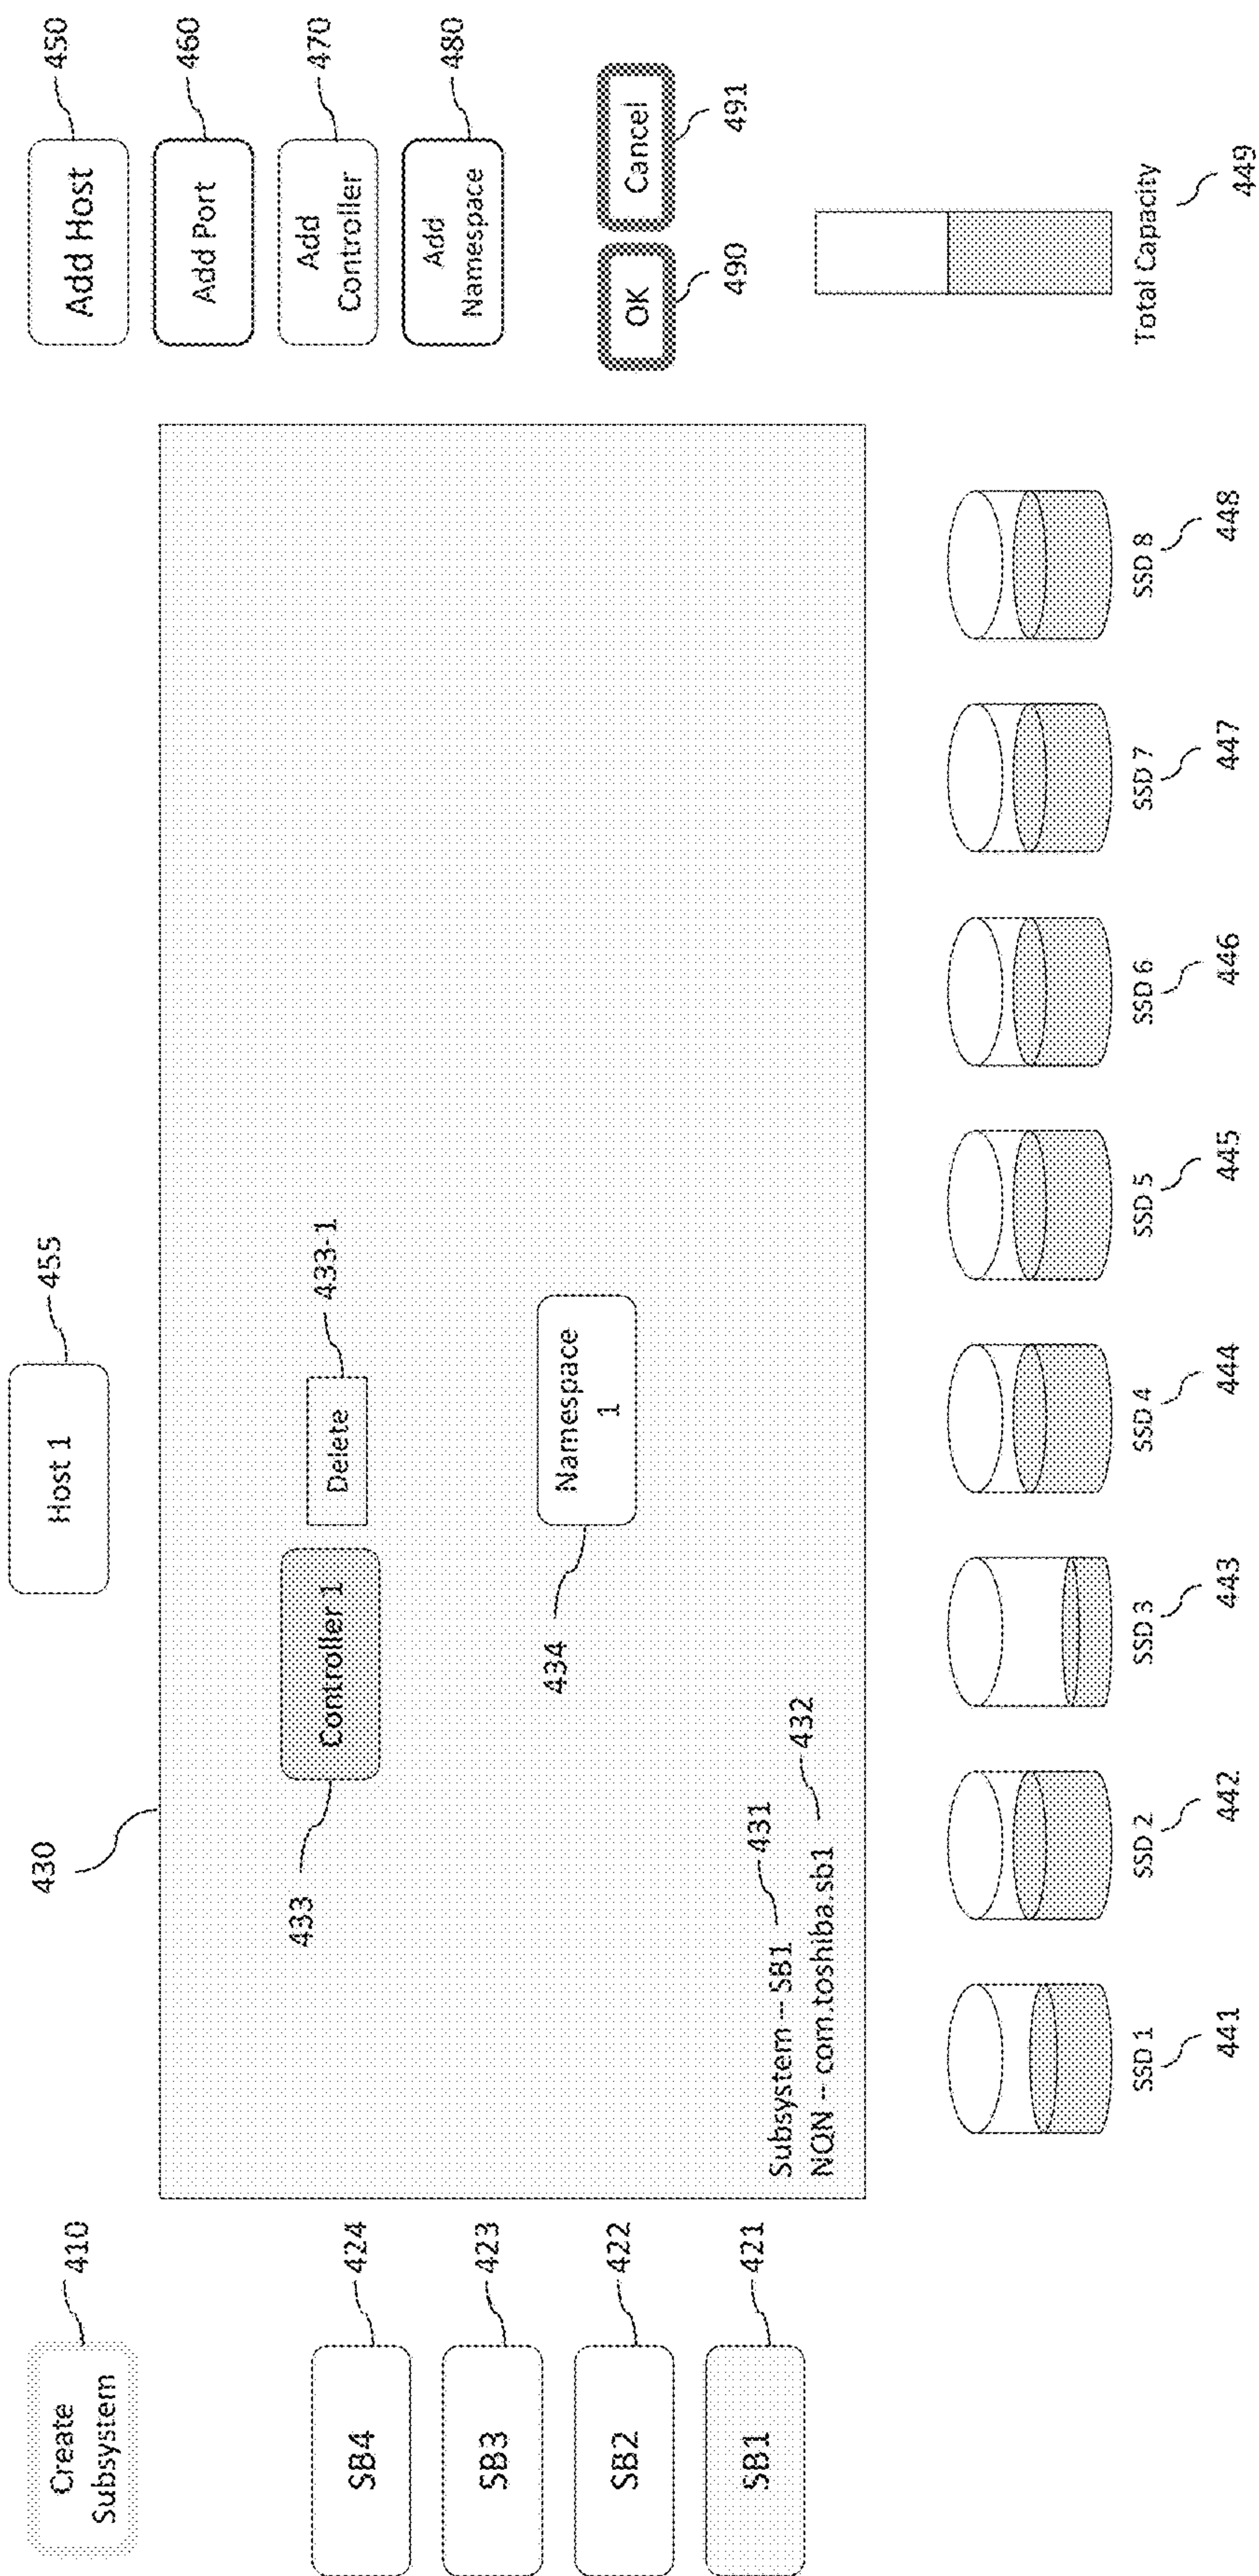 Create
Subsystem
410
430
Host 1
455
Add Host
450
Add Port
460
Add
Controller
470
Add
Namespace
480
SB4
424
SB3
423
SB2
422
SB1
421
433
Controller 1
Delete
433-1
434
Namespace
1
Subsystem -- SB1
431
NQN -- com.toshiba.sb1
432
OK
490
Cancel
491
SSD 1
441
SSD 2
442
SSD 3
443
SSD 4
444
SSD 5
445
SSD 6
446
SSD 7
447
SSD 8
448
Total Capacity
449